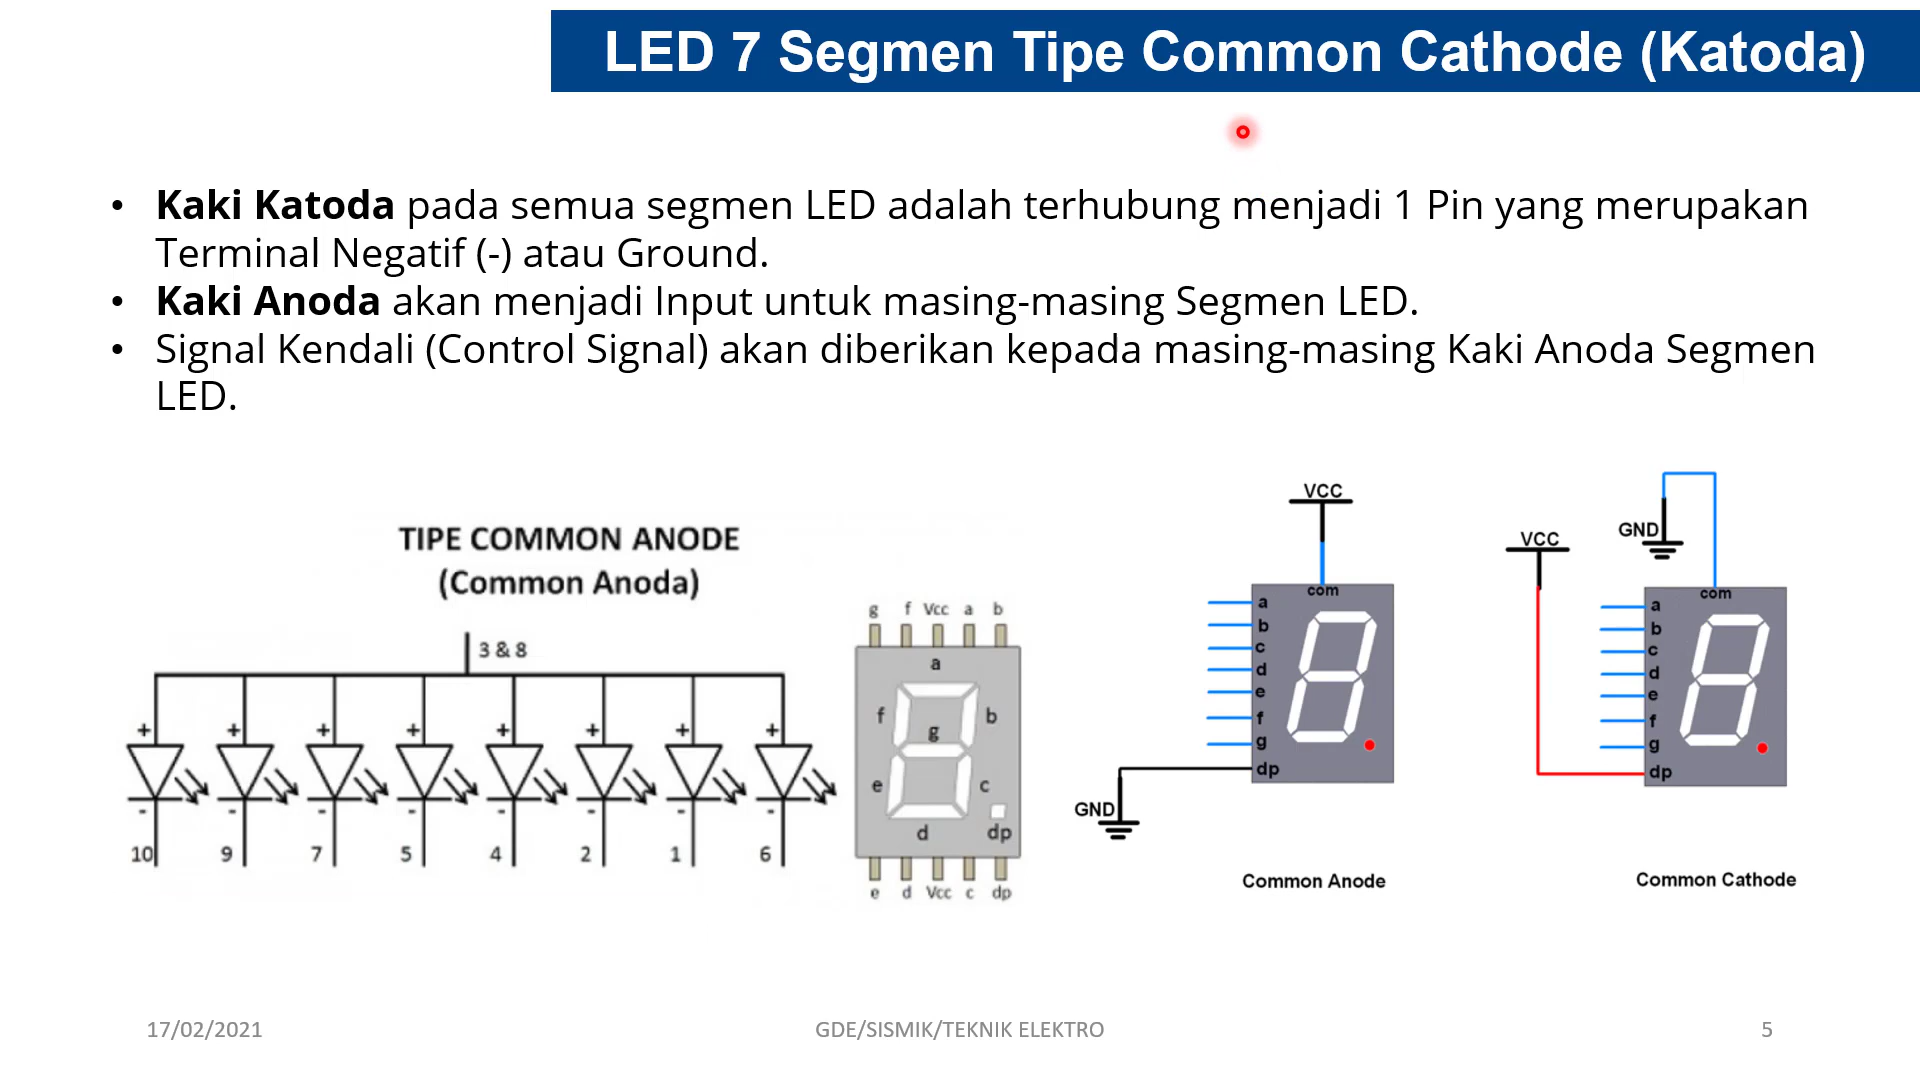 LED 7 Segmen Tipe Common Cathode (Katoda)
• Kaki Katoda pada semua segmen LED adalah terhubung menjadi 1 Pin yang merupakan
Terminal Negatif (-) atau Ground.
• Kaki Anoda akan menjadi Input untuk masing-masing Segmen LED.
• Signal Kendali (Control Signal) akan diberikan kepada masing-masing Kaki Anoda Segmen
LED.
TIPE COMMON ANODE
(Common Anoda)
3 & 8
+ + + + + + + +
- - - - - - - -
10 9 7 5 4 2 1 6
g f Vcc a b
a
f b
g
e c
d dp
e d Vcc c dp
VCC
com
a
b
c
d
e
f
g
dp
GND
Common Anode
GND
VCC
com
a
b
c
d
e
f
g
dp
Common Cathode
17/02/2021
GDE/SISMIK/TEKNIK ELEKTRO
5